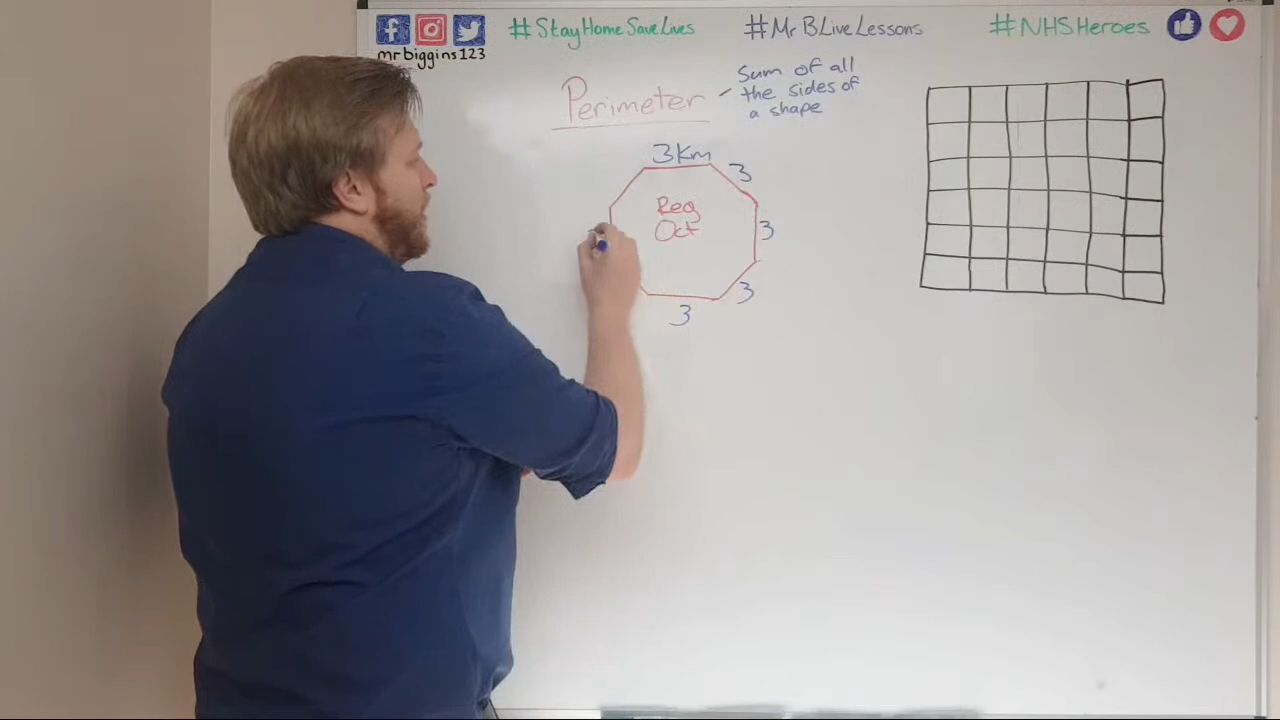 #StayHomeSaveLives
#MrBLiveLessons
#NHSHeroes
mrbiggins123
Perimeter - Sum of all
the sides of
a shape
3Km
3
Reg
Oct
3
3
3